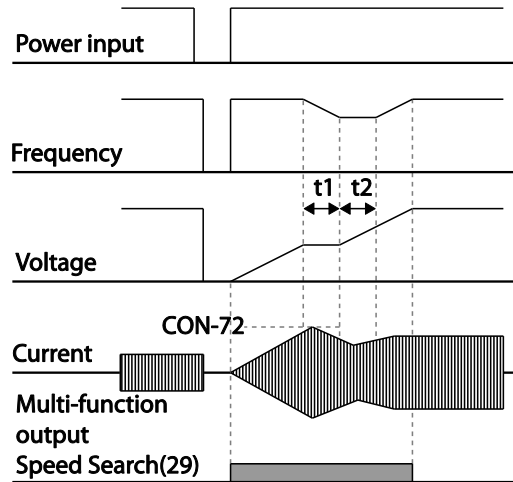 Power input
Frequency
t1 t2
Voltage
CON-72
Current
Multi-function
output
Speed Search(29)